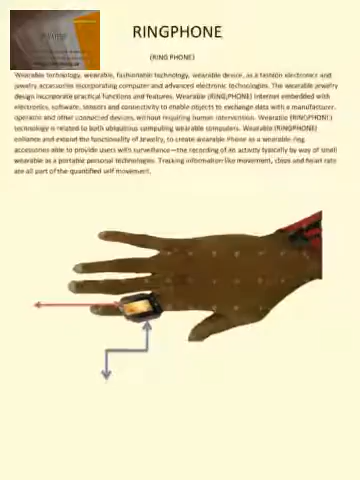 RINGPHONE
(RING PHONE)
Wearable technology, wearable, fashionable technology, wearable device, as a fashion electronics and
jewelry accessories incorporating computer and advanced electronic technologies. The wearable jewelry
design incorporate practical functions and features. Wearable (RING,PHONE) Internet embedded with
electronics, software, sensors and connectivity to enable objects to exchange data with a manufacturer,
operator and other connected devices, without requiring human intervention. Wearable (RINGPHONE)
technology is related to both ubiquitous computing wearable computers. Wearable (RINGPHONE)
enhance and extend the functionality of Jewelry, to create wearable Phone as a wearable ring
accessories able to provide users with surveillance—the recording of an activity typically by way of small
wearable as a portable personal technologies. Tracking information like movement, steps and heart rate
are all part of the quantified self movement.